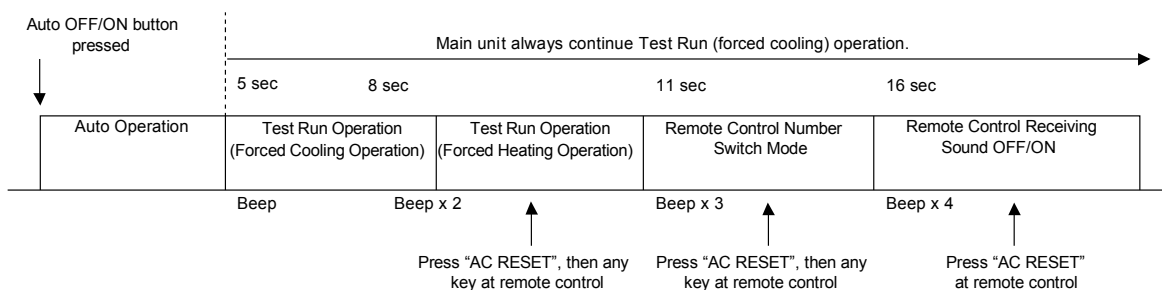 Auto OFF/ON button
pressed
Main unit always continue Test Run (forced cooling) operation.
5 sec
8 sec
11 sec
16 sec
Auto Operation
Test Run Operation
(Forced Cooling Operation)
Test Run Operation
(Forced Heating Operation)
Remote Control Number
Switch Mode
Remote Control Receiving
Sound OFF/ON
Beep
Beep x 2
Beep x 3
Beep x 4
Press “AC RESET”, then any
key at remote control
Press “AC RESET”, then any
key at remote control
Press “AC RESET”
at remote control